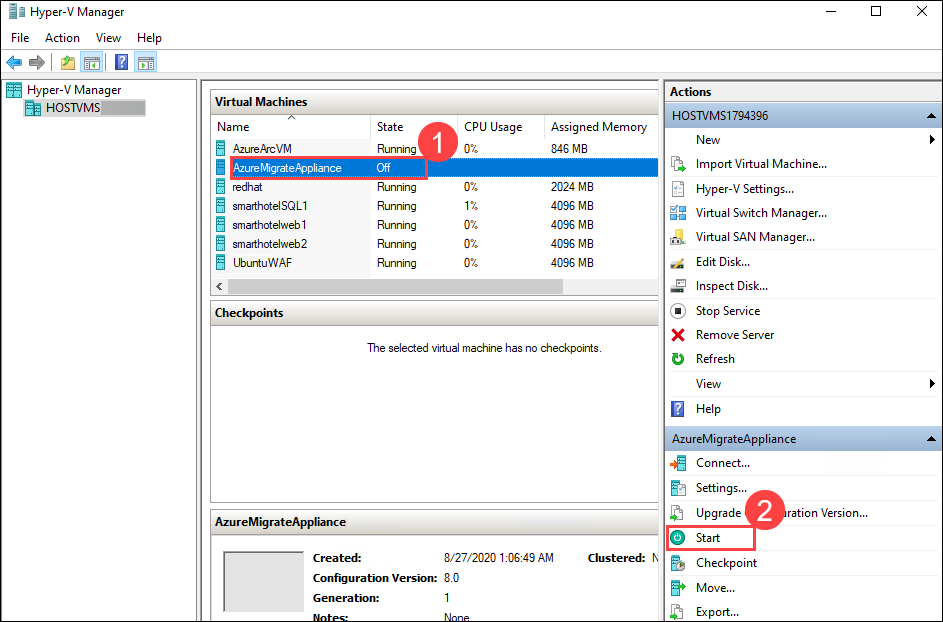 Hyper-V Manager
File Action View Help
Hyper-V Manager
HOSTVMS
Virtual Machines
Name State CPU Usage Assigned Memory
AzureArcVM Running 0% 846 MB
1
AzureMigrateAppliance Off
redhat Running 0% 2024 MB
smarthotelSQL1 Running 1% 4096 MB
smarthotelweb1 Running 0% 4096 MB
smarthotelweb2 Running 0% 4096 MB
UbuntuWAF Running 0% 4096 MB
Checkpoints
The selected virtual machine has no checkpoints.
AzureMigrateAppliance
Created: 8/27/2020 1:06:49 AM Clustered: N
Configuration Version: 8.0
Generation: 1
Notes: None
Actions
HOSTVMS1794396
New
Import Virtual Machine...
Hyper-V Settings...
Virtual Switch Manager...
Virtual SAN Manager...
Edit Disk...
Inspect Disk...
Stop Service
Remove Server
Refresh
View
Help
AzureMigrateAppliance
Connect...
Settings...
2
Upgrade uration Version...
Start
Checkpoint
Move...
Export...